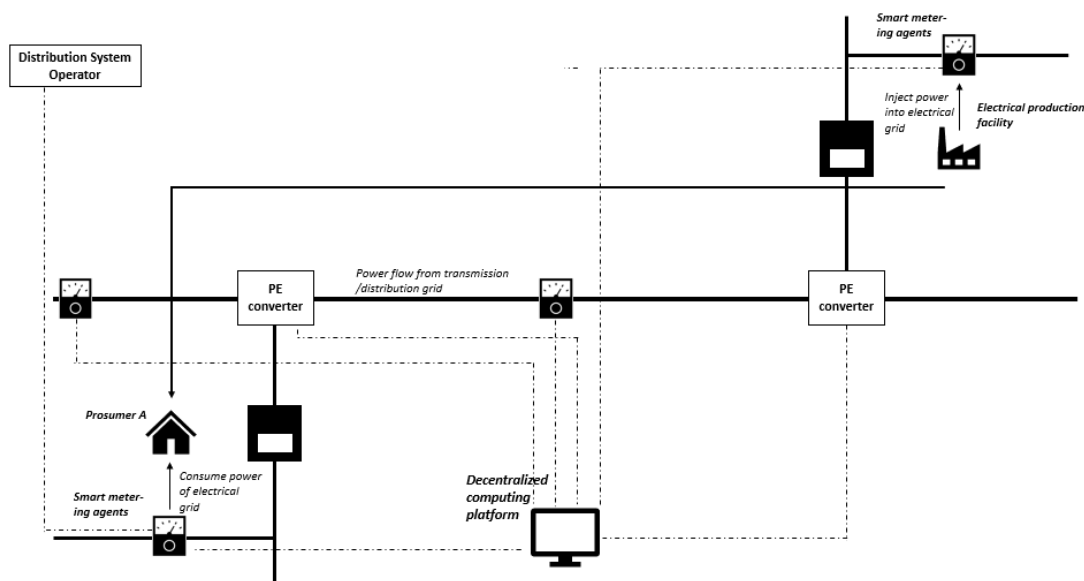 Smart meter-
ing agents
Distribution System
Operator
Inject power
into electrical
grid
Electrical production
facility
PE
converter
Power flow from transmission
/distribution grid
PE
converter
Prosumer A
Consume power
of electrical
grid
Smart meter-
ing agents
Decentralized
computing
platform